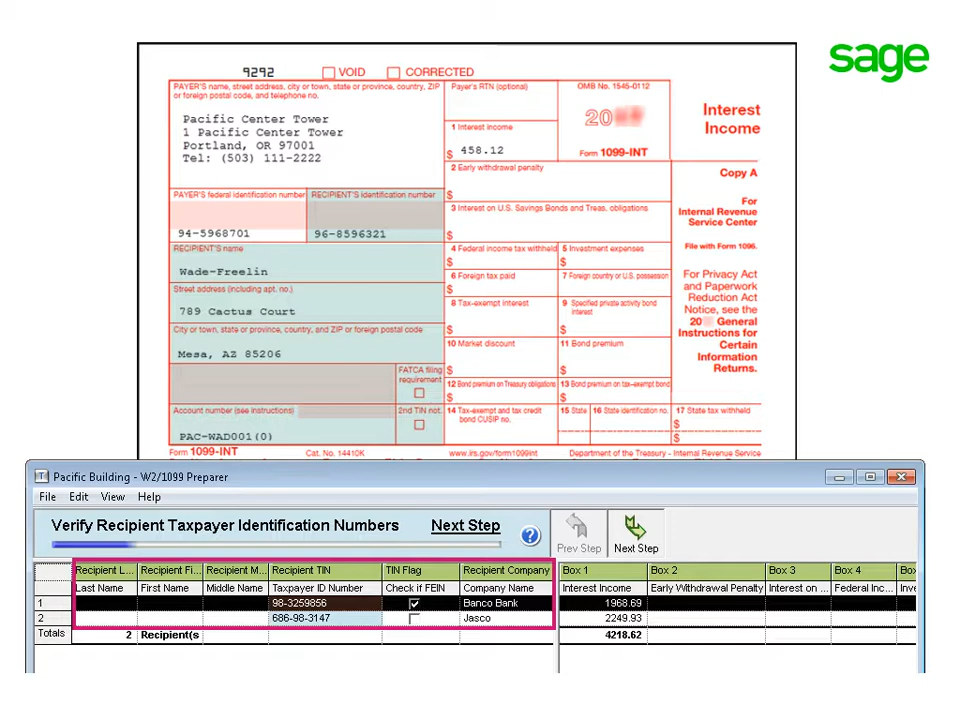 sage
9292 VOID CORRECTED
PAYER'S name, street address, city or town, state or province, country, ZIP
or foreign postal code, and telephone no.
Pacific Center Tower
1 Pacific Center Tower
Portland, OR 97001
Tel: (503) 111-2222
Payer's RTN (optional)
1 Interest income
$ 458.12
OMB No. 1545-0112
20
Form 1099-INT
Interest
Income
2 Early withdrawal penalty
$
Copy A
For
Internal Revenue
Service Center
File with Form 1096.
For Privacy Act
and Paperwork
Reduction Act
Notice, see the
20 General
Instructions for
Certain
Information
Returns.
PAYER'S federal identification number
94-5968701
RECIPIENT'S identification number
96-8596321
3 Interest on U.S. Savings Bonds and Treas. obligations
$
RECIPIENT'S name
Wade-Freelin
4 Federal income tax withheld
$
5 Investment expenses
$
Street address (including apt. no.)
789 Cactus Court
6 Foreign tax paid
$
7 Foreign country or U.S. possession
8 Tax-exempt interest
$
9 Specified private activity bond
interest
$
City or town, state or province, country, and ZIP or foreign postal code
Mesa, AZ 85206
10 Market discount
$
11 Bond premium
$
FATCA filing
requirement
12 Bond premium on Treasury obligations
$
13 Bond premium on tax-exempt bond
$
Account number (see instructions)
PAC-WAD001(0)
2nd TIN not.
14 Tax-exempt and tax credit
bond CUSIP no.
15 State
16 State identification no.
17 State tax withheld
$
$
Form 1099-INT Cat. No. 14410K www.irs.gov/form1099int Department of the Treasury - Internal Revenue Service
Pacific Building - W2/1099 Preparer
File Edit View Help
Verify Recipient Taxpayer Identification Numbers Next Step ? Prev Step Next Step
Recipient L... Recipient Fi... Recipient M... Recipient TIN TIN Flag Recipient Company Box 1 Box 2 Box 3 Box 4 Box
Last Name First Name Middle Name Taxpayer ID Number Check if FEIN Company Name Interest Income Early Withdrawal Penalty Interest on ... Federal Inc... Inve
1 98-3259856 Banco Bank 1968.69
2 686-98-3147 Jasco 2249.93
Totals 2 Recipient(s 4218.62